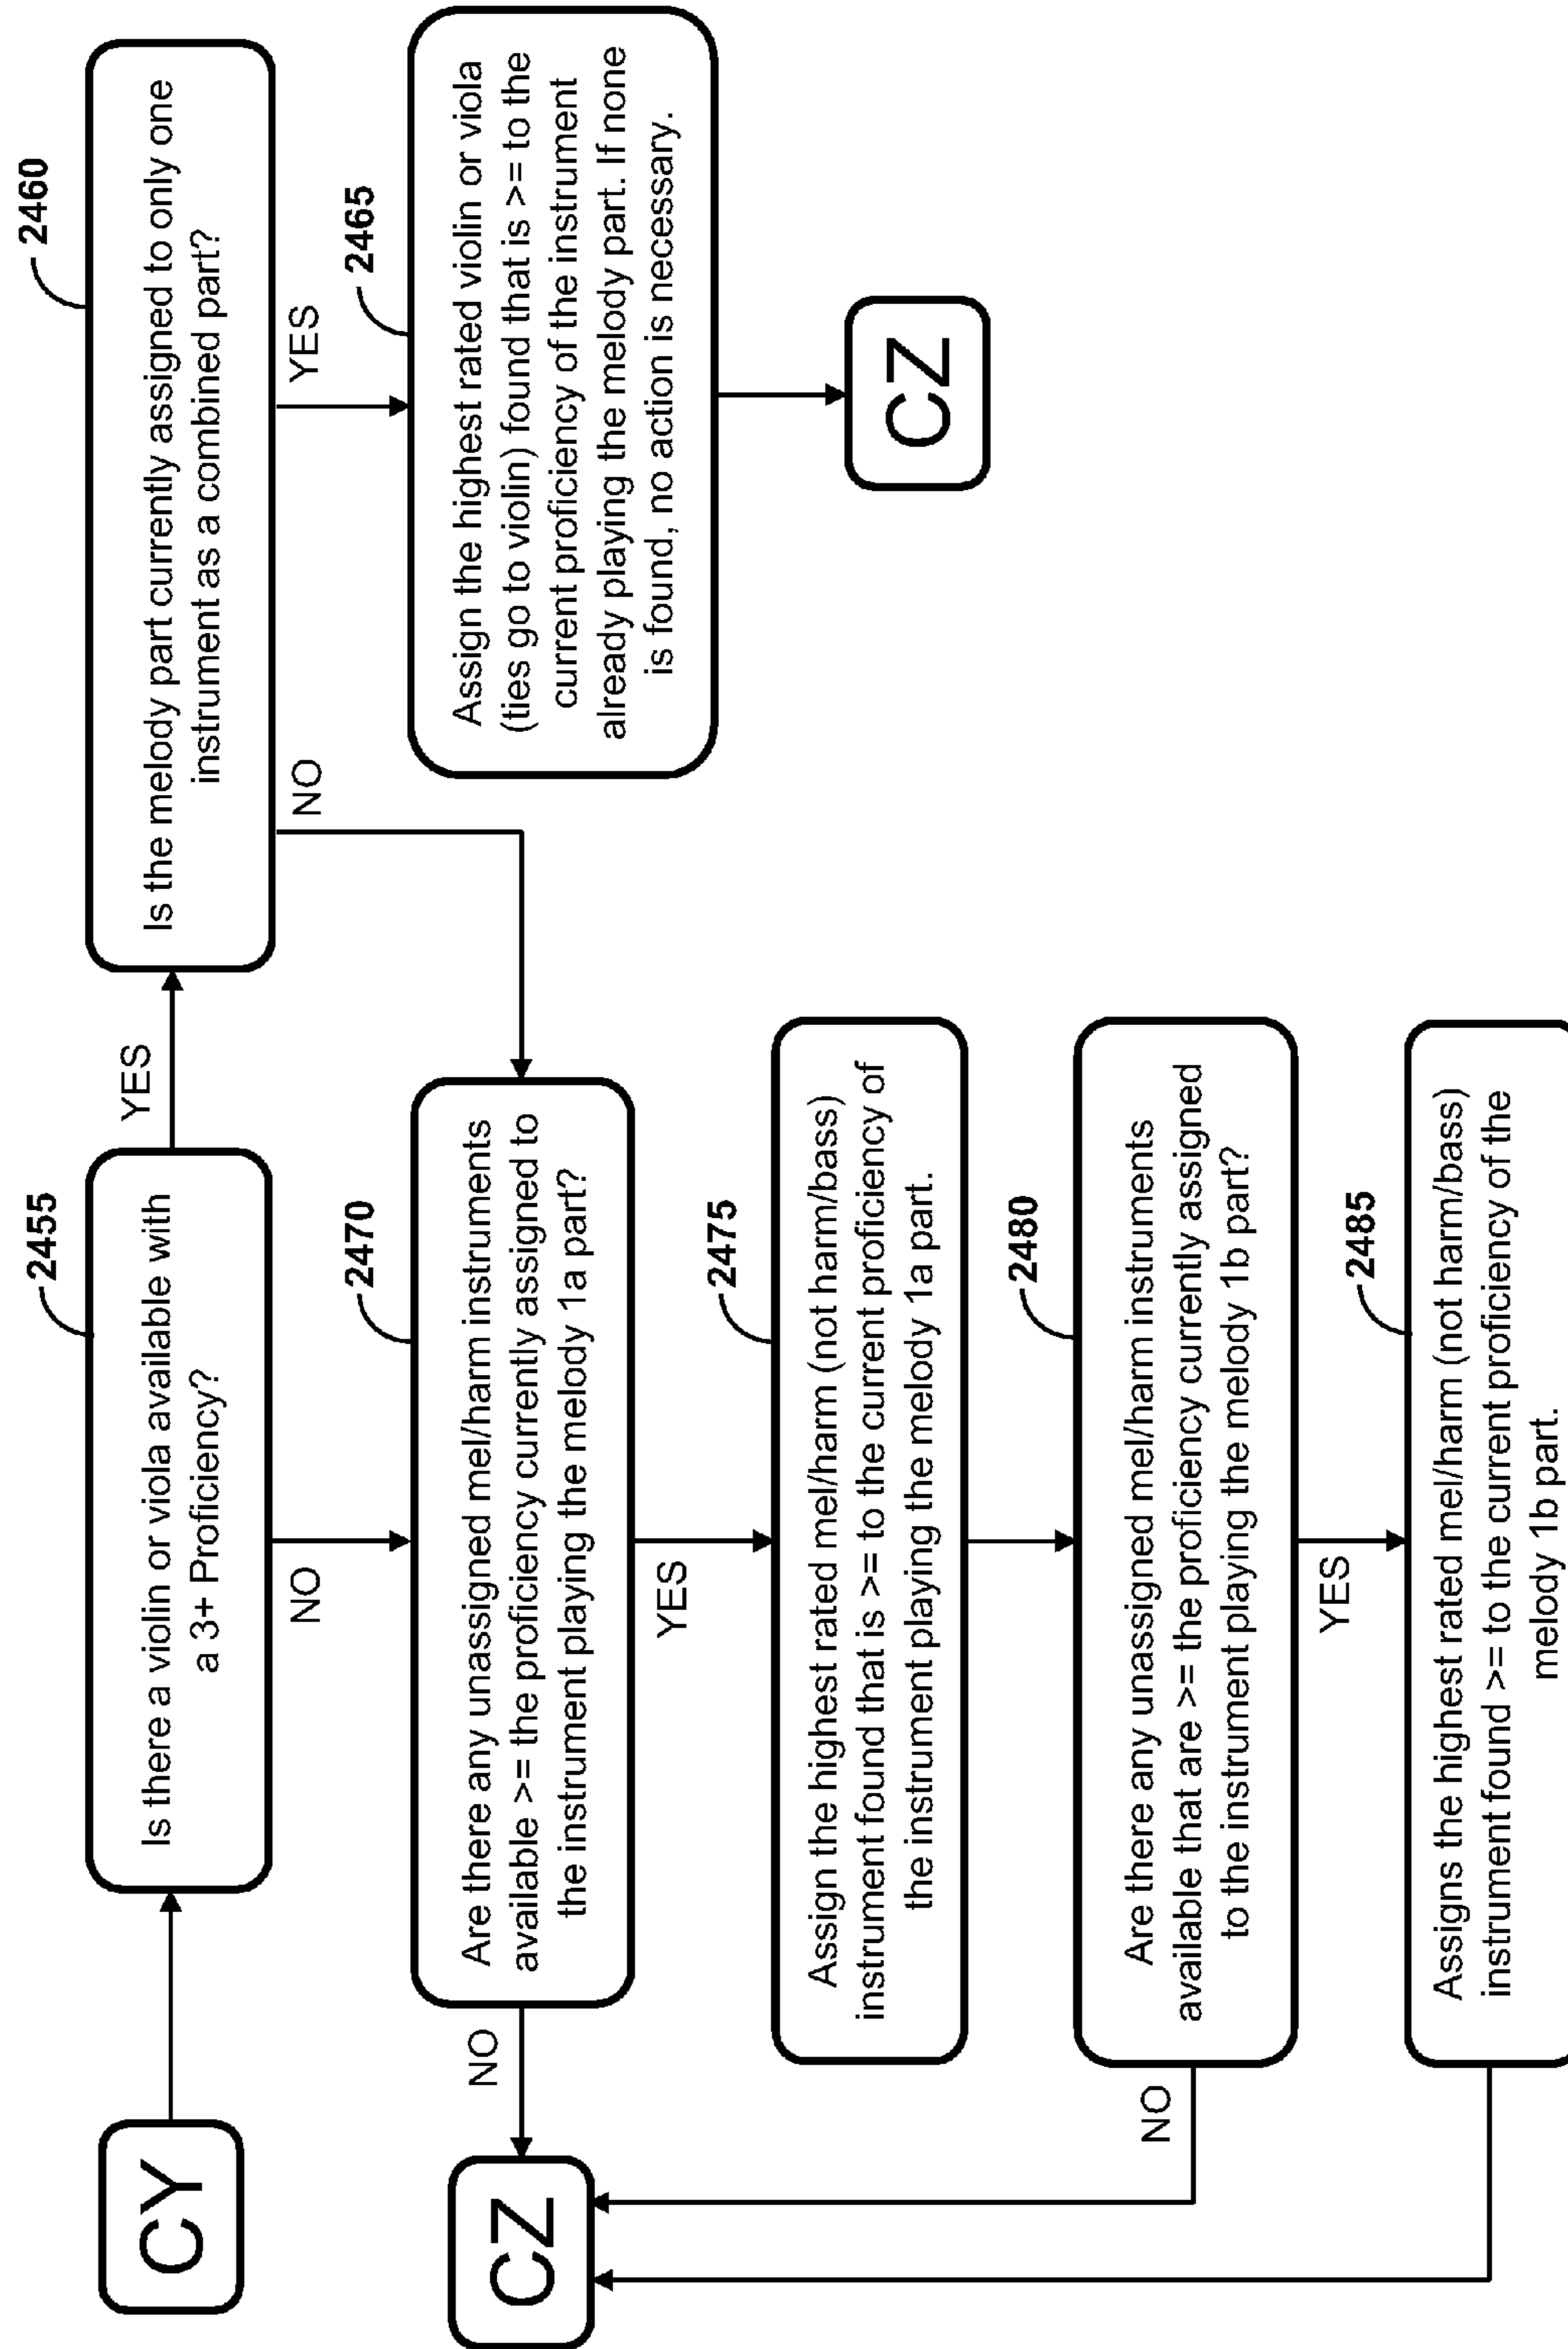 CY
2455
Is there a violin or viola available with
a 3+ Proficiency?
YES
NO
2460
Is the melody part currently assigned to only one
instrument as a combined part?
YES
NO
2465
Assign the highest rated violin or viola
(ties go to violin) found that is >= to the
current proficiency of the instrument
already playing the melody part. If none
is found, no action is necessary.
CZ
2470
Are there any unassigned mel/harm instruments
available >= the proficiency currently assigned to
the instrument playing the melody 1a part?
NO
CZ
YES
2475
Assign the highest rated mel/harm (not harm/bass)
instrument found that is >= to the current proficiency of
the instrument playing the melody 1a part.
2480
Are there any unassigned mel/harm instruments
available that are >= the proficiency currently assigned
to the instrument playing the melody 1b part?
NO
YES
2485
Assigns the highest rated mel/harm (not harm/bass)
instrument found >= to the current proficiency of the
melody 1b part.